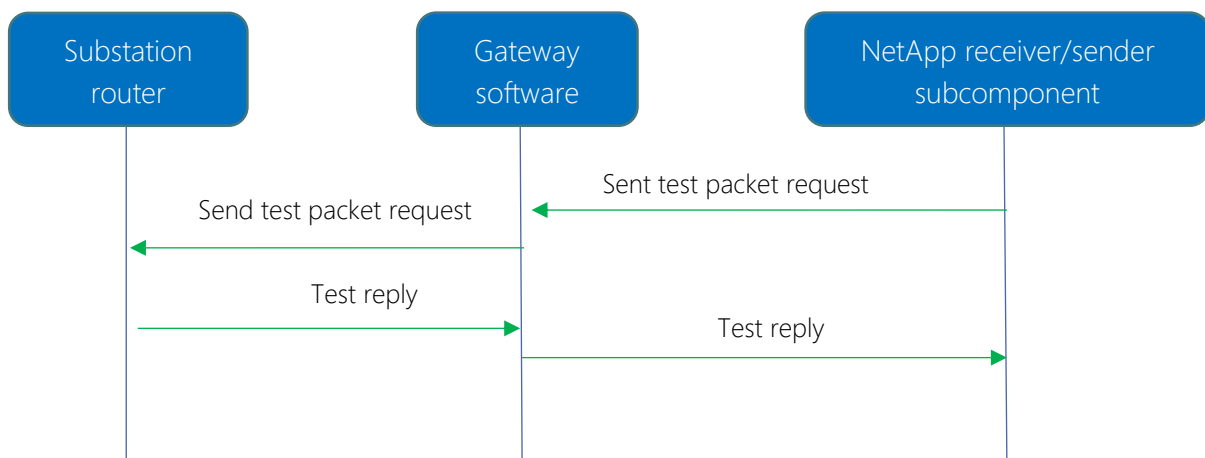 Substation
router
Gateway
software
NetApp receiver/sender
subcomponent
Sent test packet request
Send test packet request
Test reply
Test reply